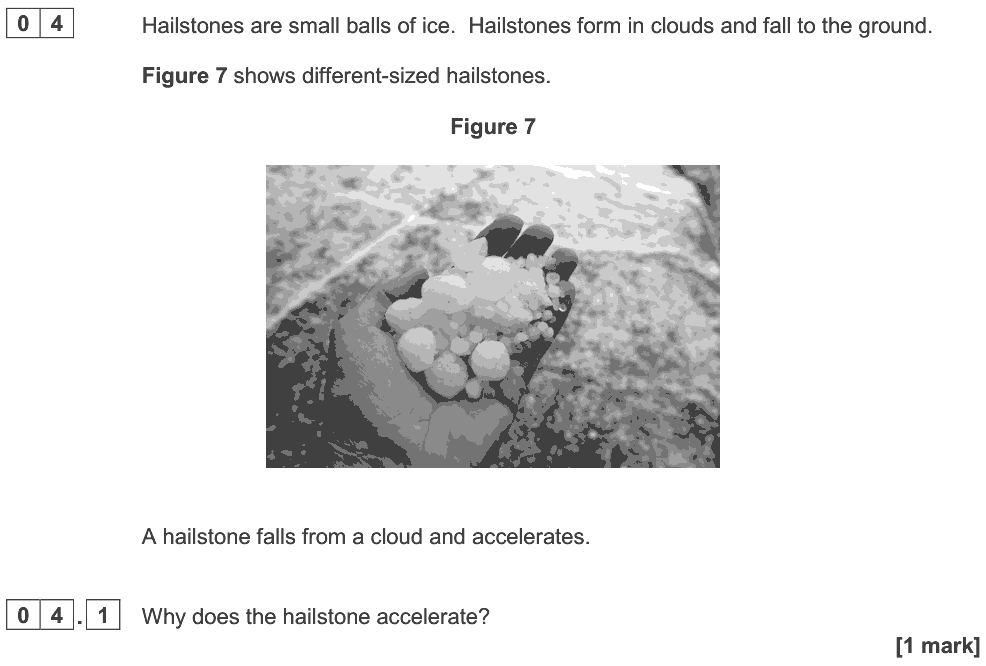 0 4 Hailstones are small balls of ice. Hailstones form in clouds and fall to the ground.
Figure 7 shows different-sized hailstones.
Figure 7
A hailstone falls from a cloud and accelerates.
0 4 . 1 Why does the hailstone accelerate?
[1 mark]